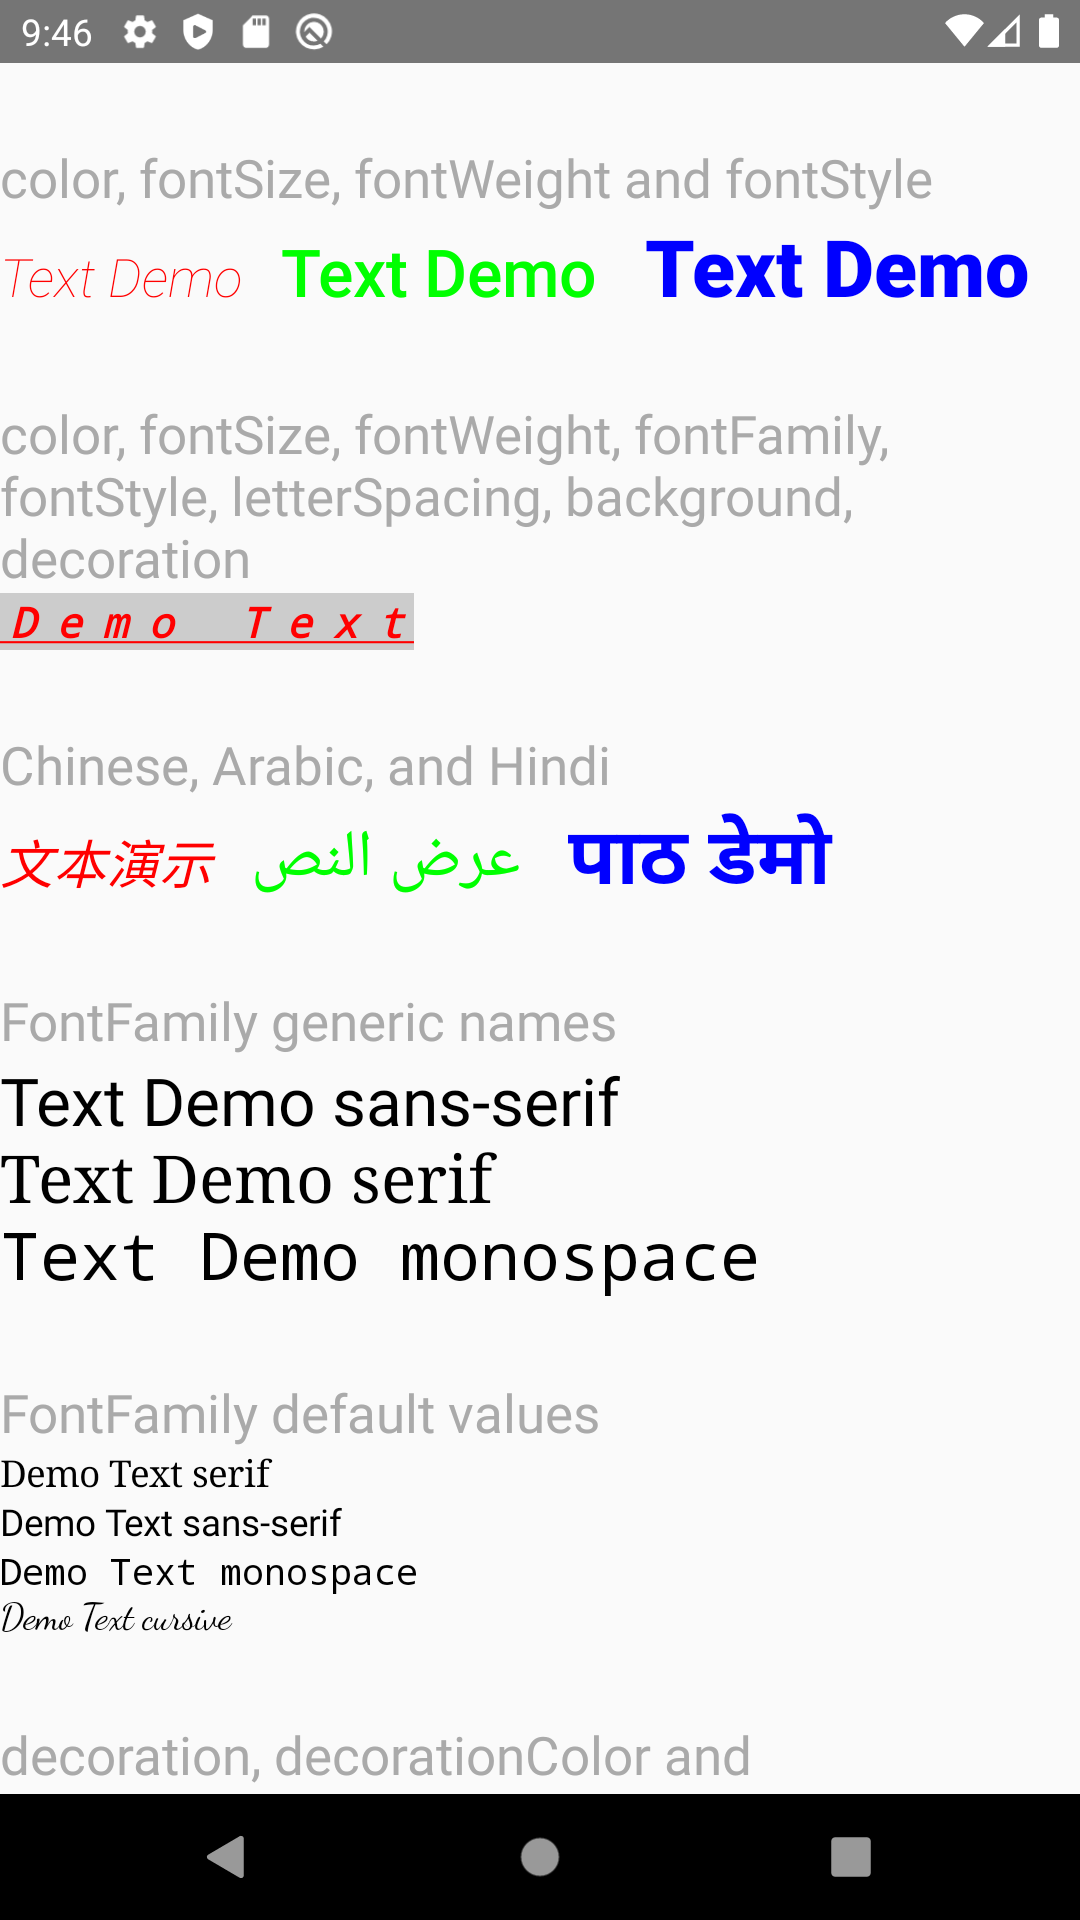 9:46
color, fontSize, fontWeight and fontStyle
Text Demo Text Demo Text Demo
color, fontSize, fontWeight, fontFamily,
fontStyle, letterSpacing, background,
decoration
Demo Text
Chinese, Arabic, and Hindi
文本演示 عرض النص पाठ डेमो
FontFamily generic names
Text Demo sans-serif
Text Demo serif
Text Demo monospace
FontFamily default values
Demo Text serif
Demo Text sans-serif
Demo Text monospace
Demo Text cursive
decoration, decorationColor and